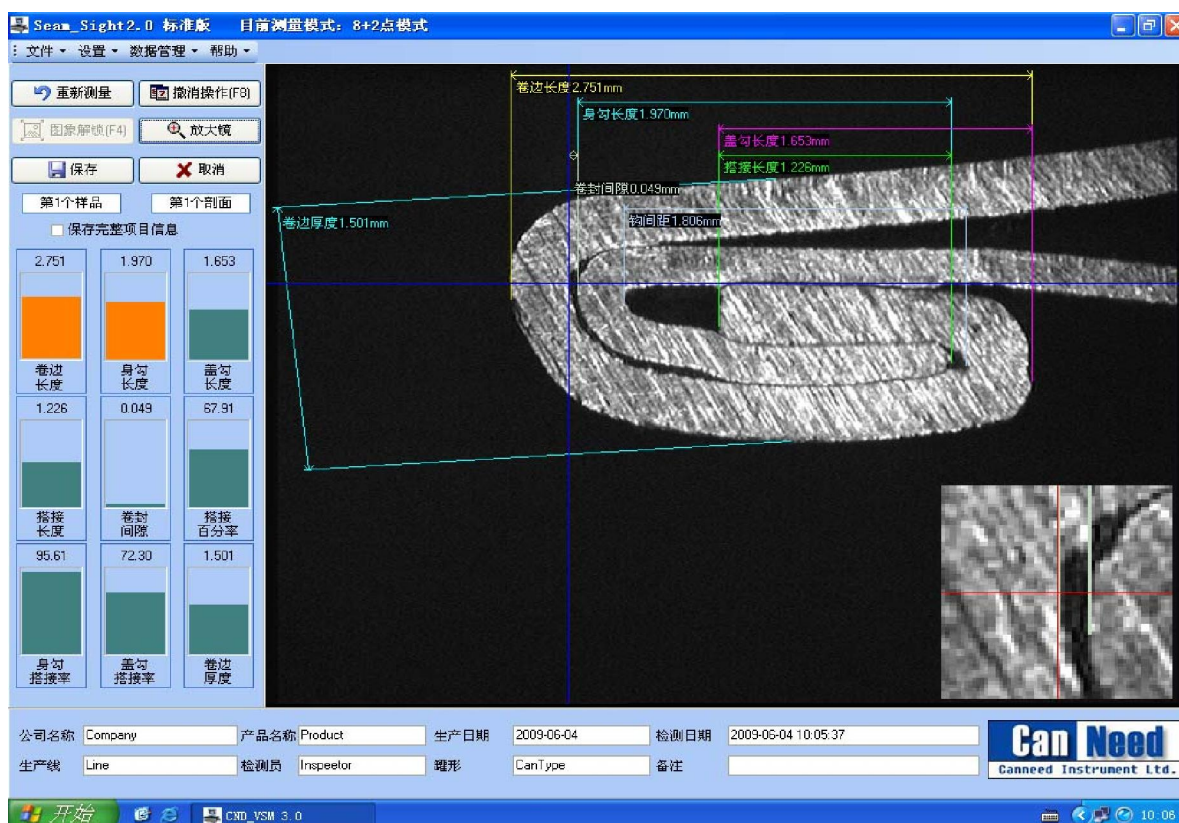 Seam_Sight2.0 标准版 目前测量模式：8+2点模式
文件 设置 数据管理 帮助
重新测量 撤消操作(F8)
图象解锁(F4) 放大镜
保存 取消
第1个样品 第1个剖面
保存完整项目信息
2.751 1.970 1.653
卷边长度 身勾长度 盖勾长度
1.226 0.049 67.91
搭接长度 卷封间隙 搭接百分率
95.61 72.30 1.501
身勾搭接率 盖勾搭接率 卷边厚度
卷边长度2.751mm
身勾长度1.970mm
盖勾长度1.653mm
搭接长度1.226mm
卷封间隙0.049mm
钩间距1.806mm
卷边厚度1.501mm
公司名称 Company 产品名称 Product 生产日期 2009-06-04 检测日期 2009-06-04 10:05:37
生产线 Line 检测员 Inspeetor 罐形 CanType 备注
Can Need
Canneed Instrument Ltd.
开始 CND_VSM 3.0 10:06